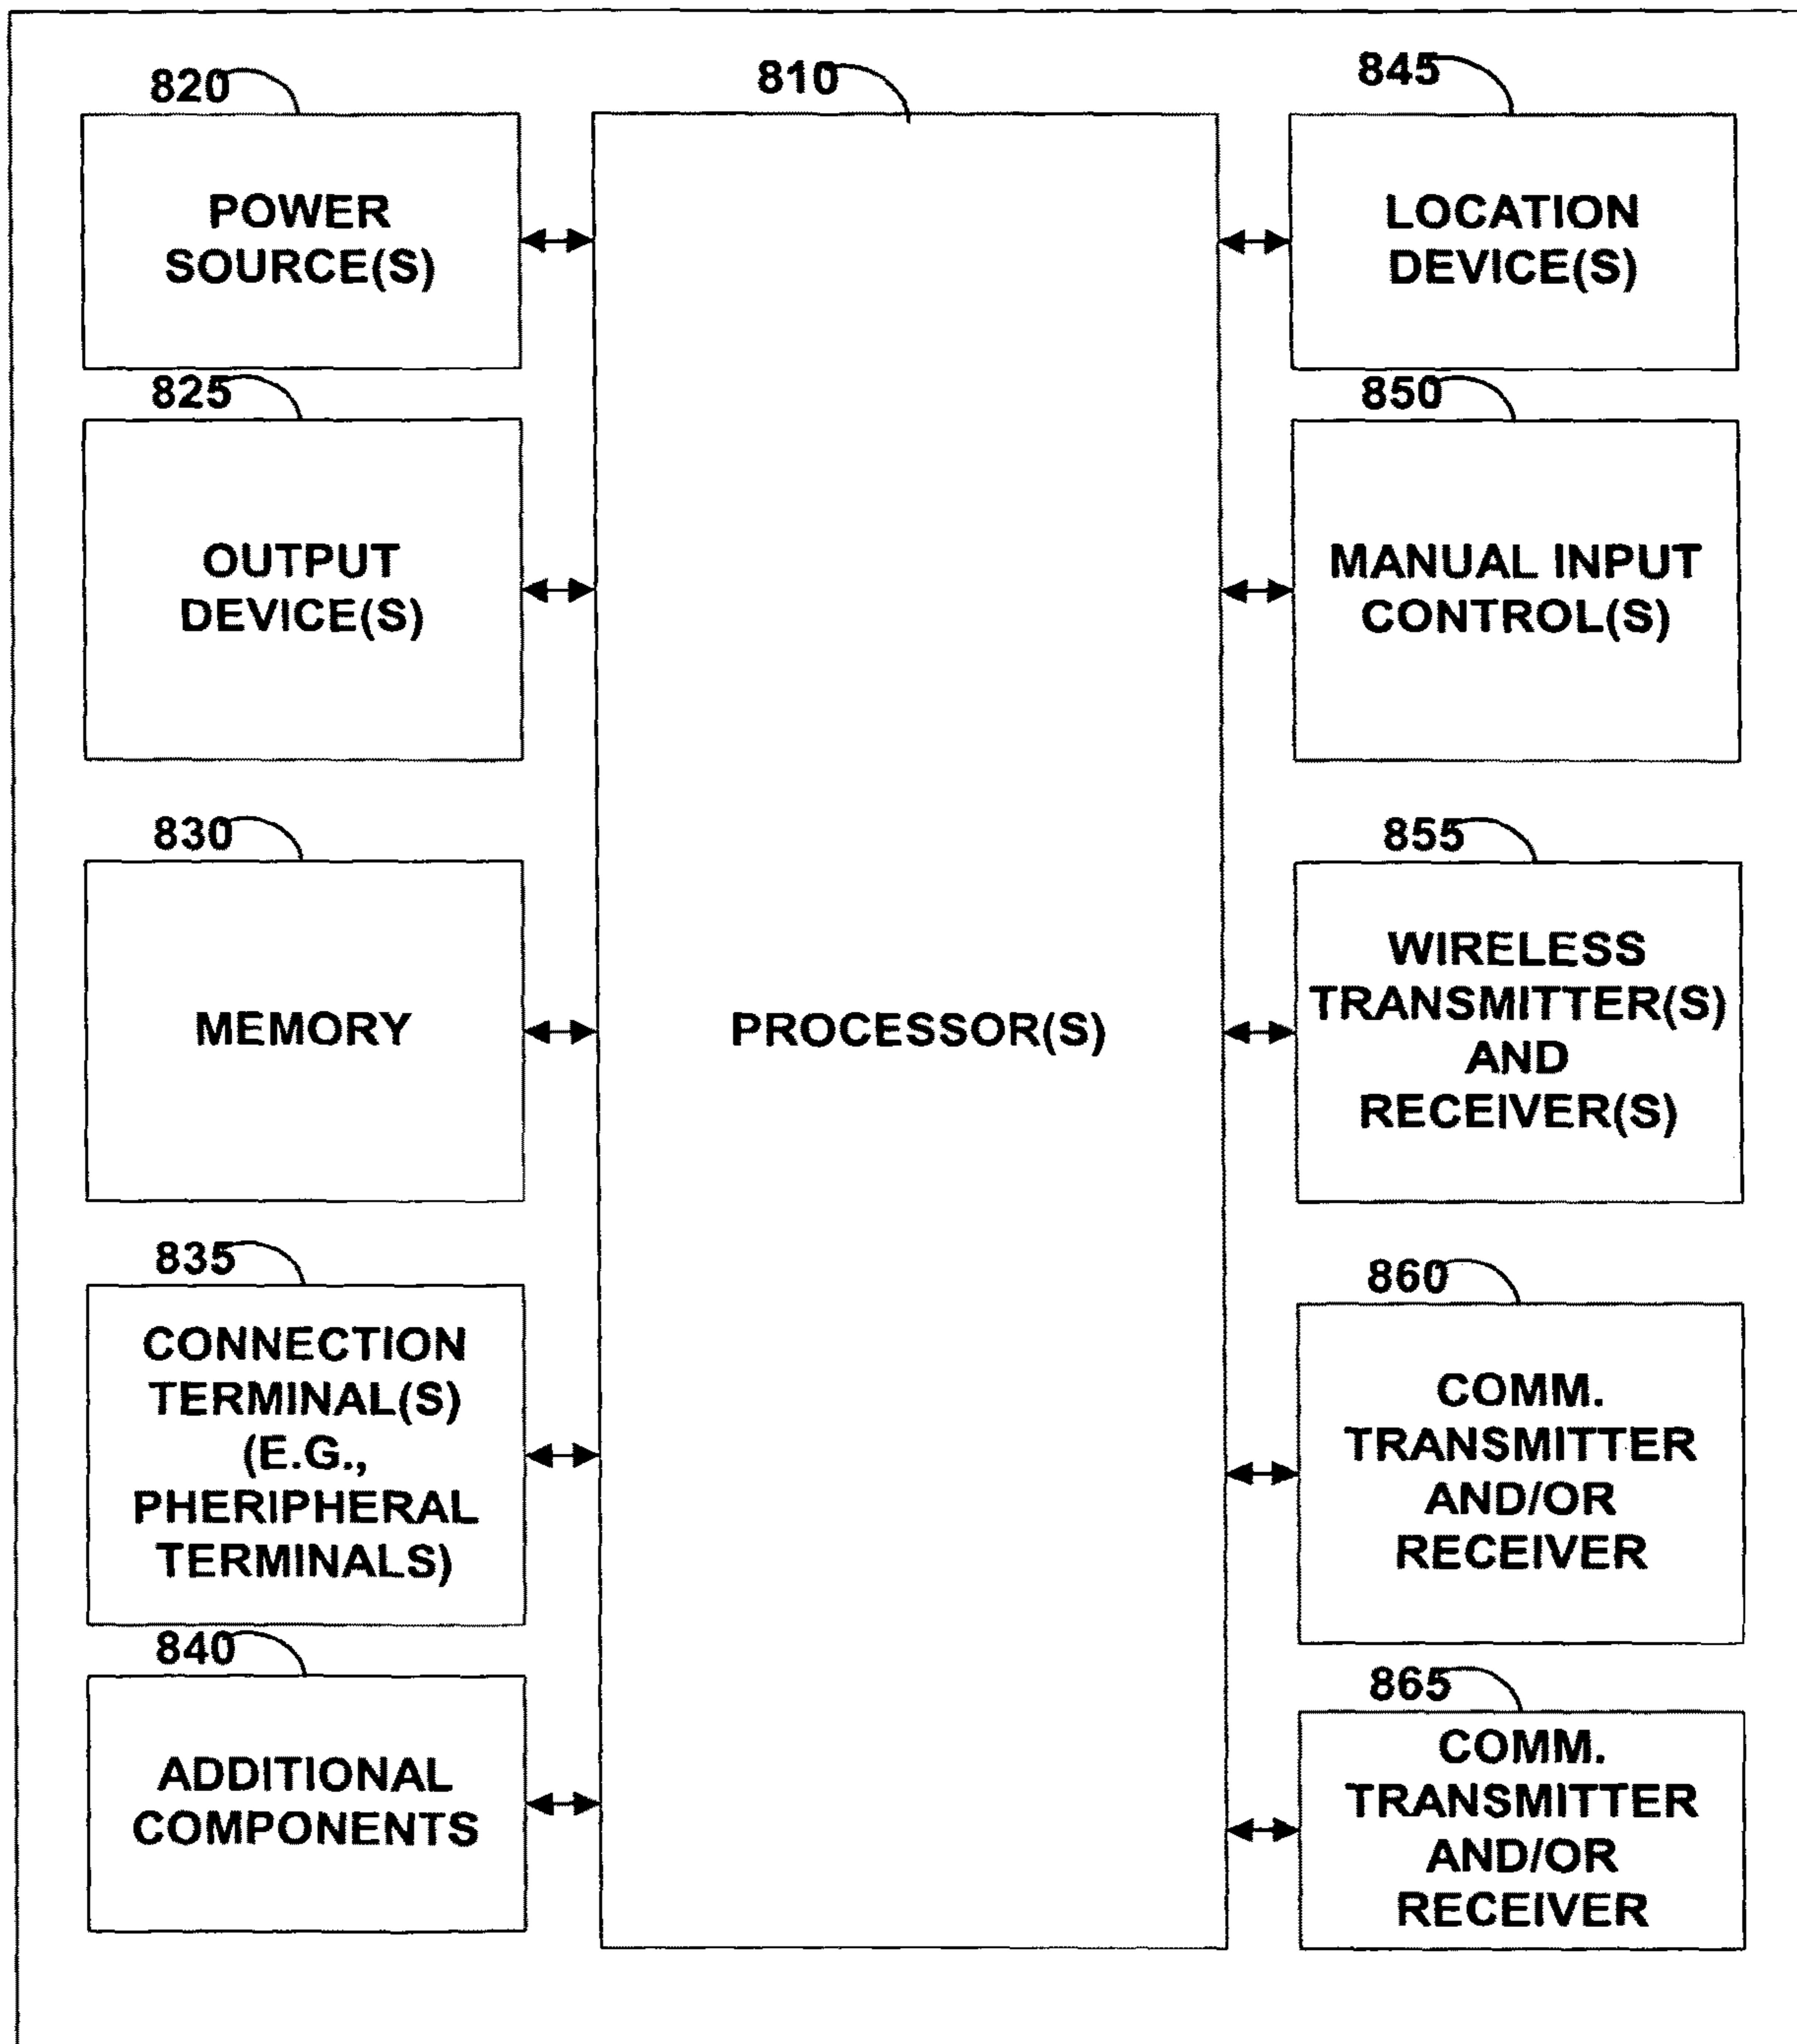 820
POWER
SOURCE(S)
825
OUTPUT
DEVICE(S)
830
MEMORY
835
CONNECTION
TERMINAL(S)
(E.G.,
PHERIPHERAL
TERMINALS)
840
ADDITIONAL
COMPONENTS
810
PROCESSOR(S)
845
LOCATION
DEVICE(S)
850
MANUAL INPUT
CONTROL(S)
855
WIRELESS
TRANSMITTER(S)
AND
RECEIVER(S)
860
COMM.
TRANSMITTER
AND/OR
RECEIVER
865
COMM.
TRANSMITTER
AND/OR
RECEIVER